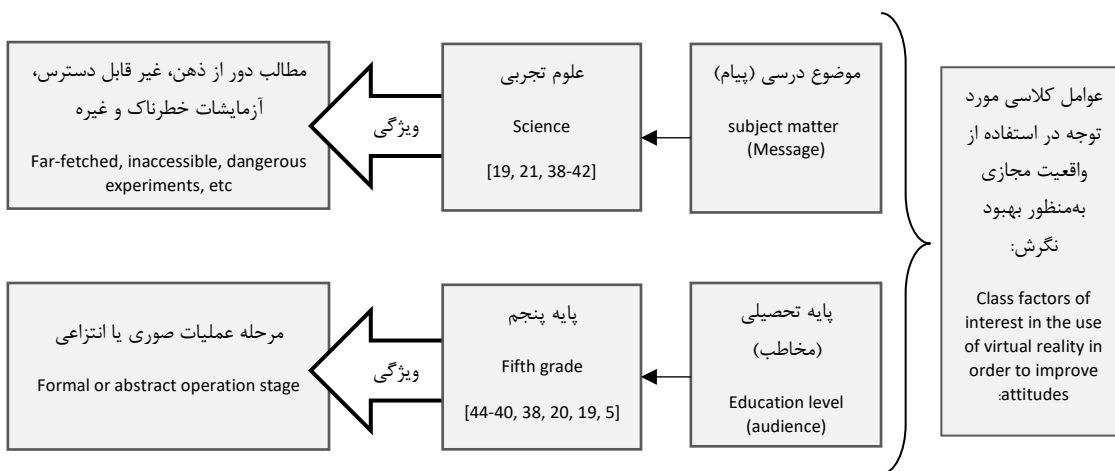 عوامل کلاسی مورد
توجه در استفاده از
واقعیت مجازی
به‌منظور بهبود
نگرش:
Class factors of
interest in the use
of virtual reality in
order to improve
:attitudes
موضوع درسی (پیام)
subject matter
(Message)
علوم تجربی
Science
[19, 21, 38-42]
ویژگی
مطالب دور از ذهن، غیر قابل دسترس،
آزمایشات خطرناک و غیره
Far-fetched, inaccessible, dangerous
experiments, etc
پایه تحصیلی
(مخاطب)
Education level
(audience)
پایه پنجم
Fifth grade
[44-40, 38, 20, 19, 5]
ویژگی
مرحله عملیات صوری یا انتزاعی
Formal or abstract operation stage